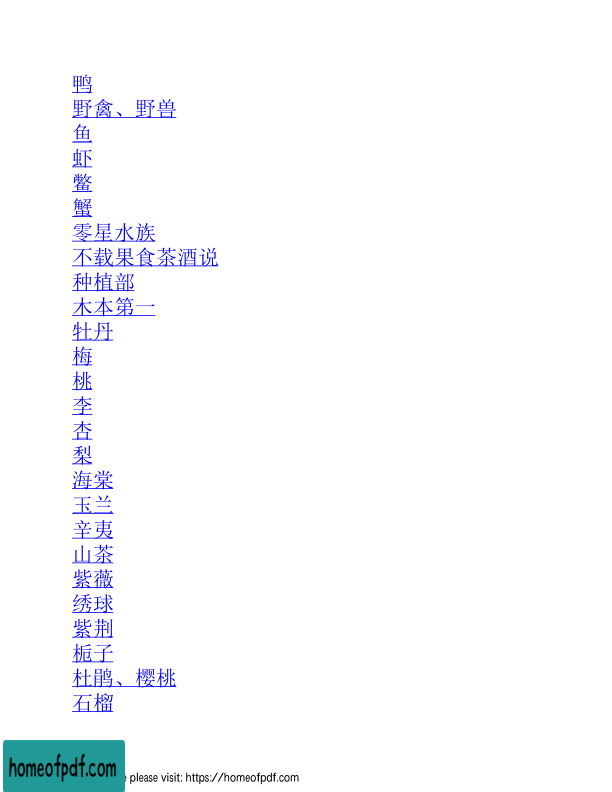 鸭
野禽、野兽
鱼
虾
鳖
蟹
零星水族
不载果食茶酒说
种植部
木本第一
牡丹
梅
桃
李
杏
梨
海棠
玉兰
辛夷
山茶
紫薇
绣球
紫荆
栀子
杜鹃、樱桃
石榴
homeofpdf.com
please visit: https://homeofpdf.com